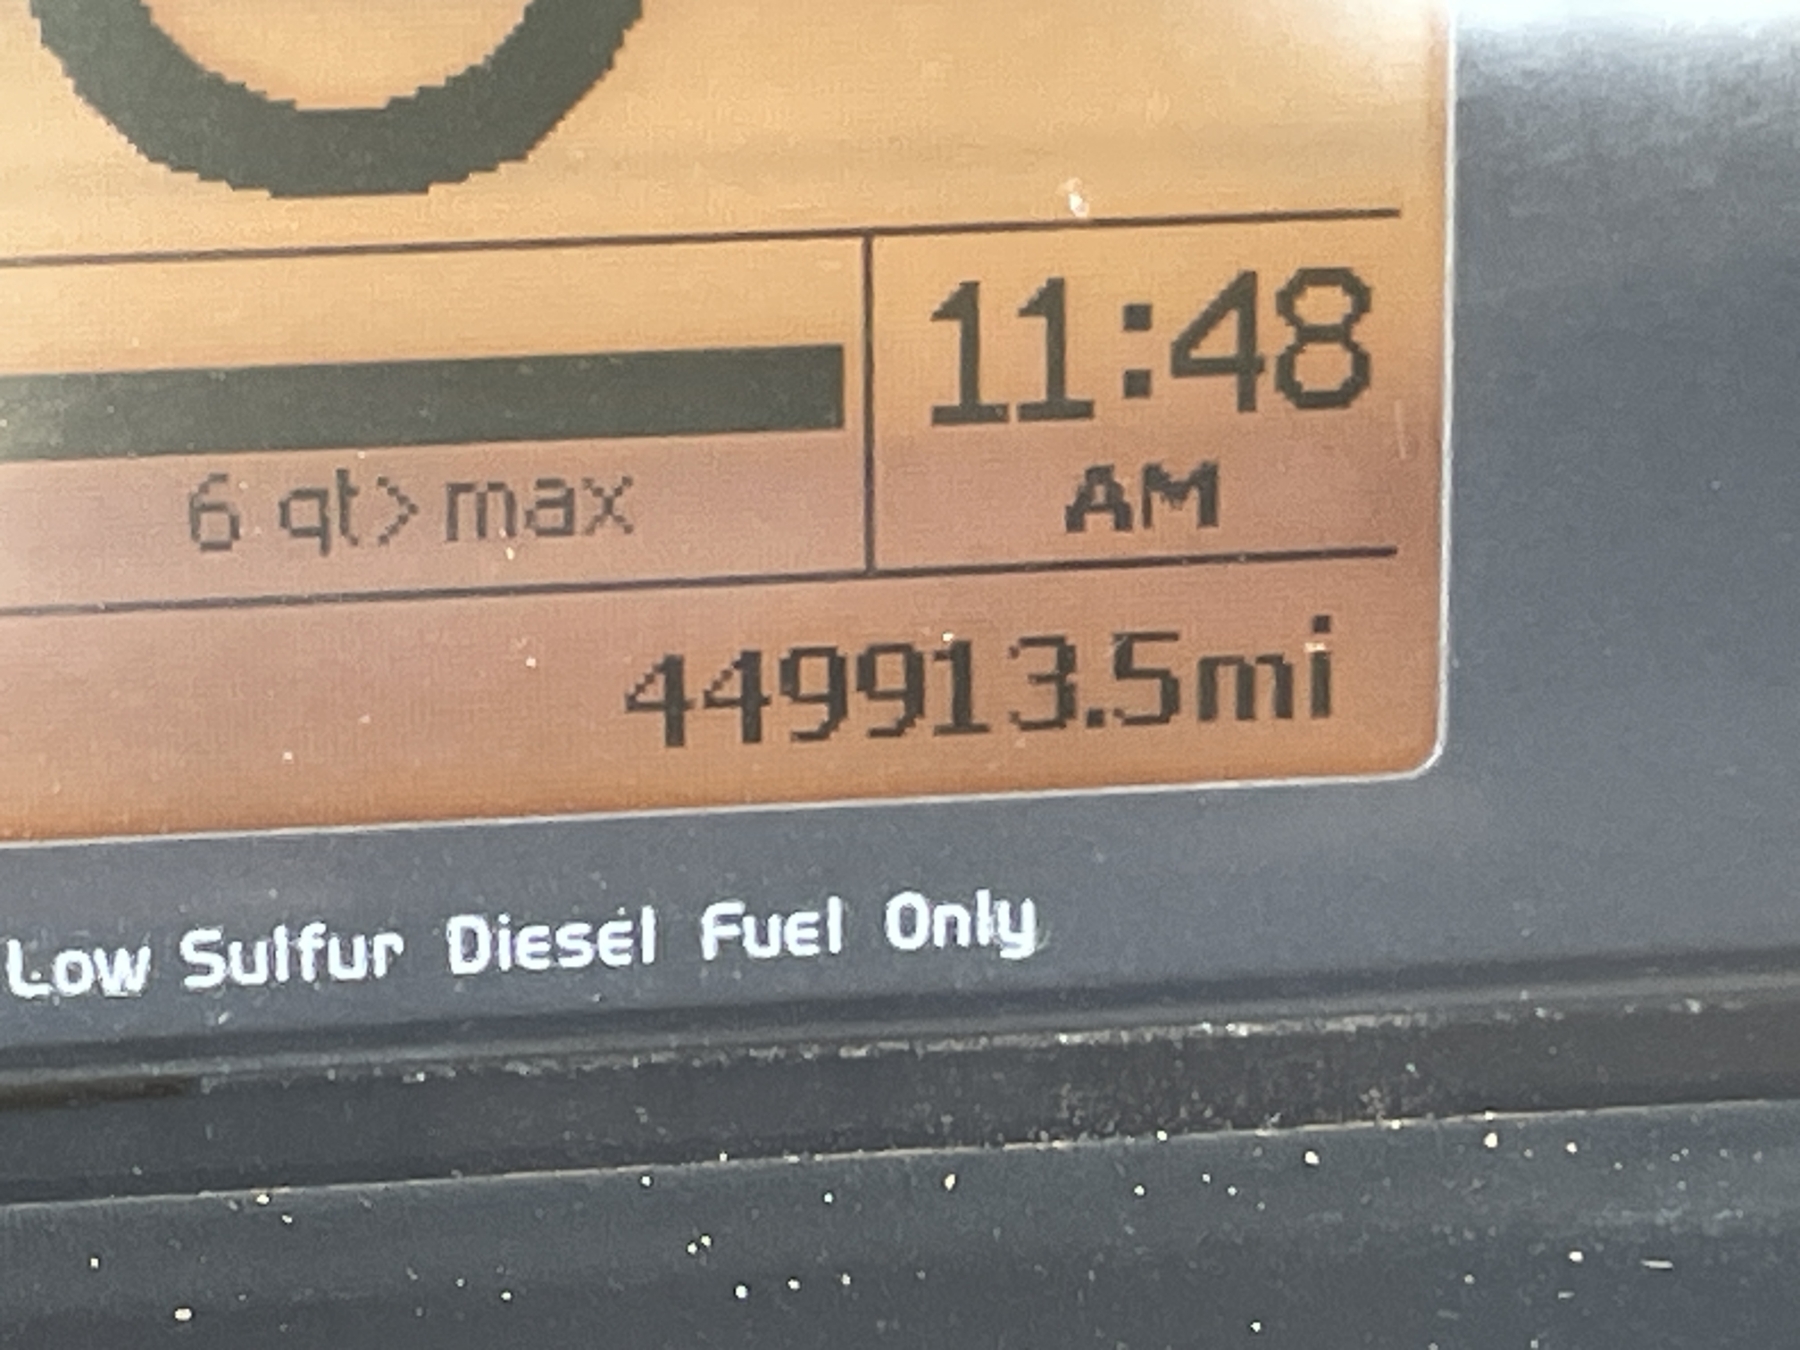 11:48
6 qt> max
AM
449913.5mi
Low Sulfur Diesel Fuel Only